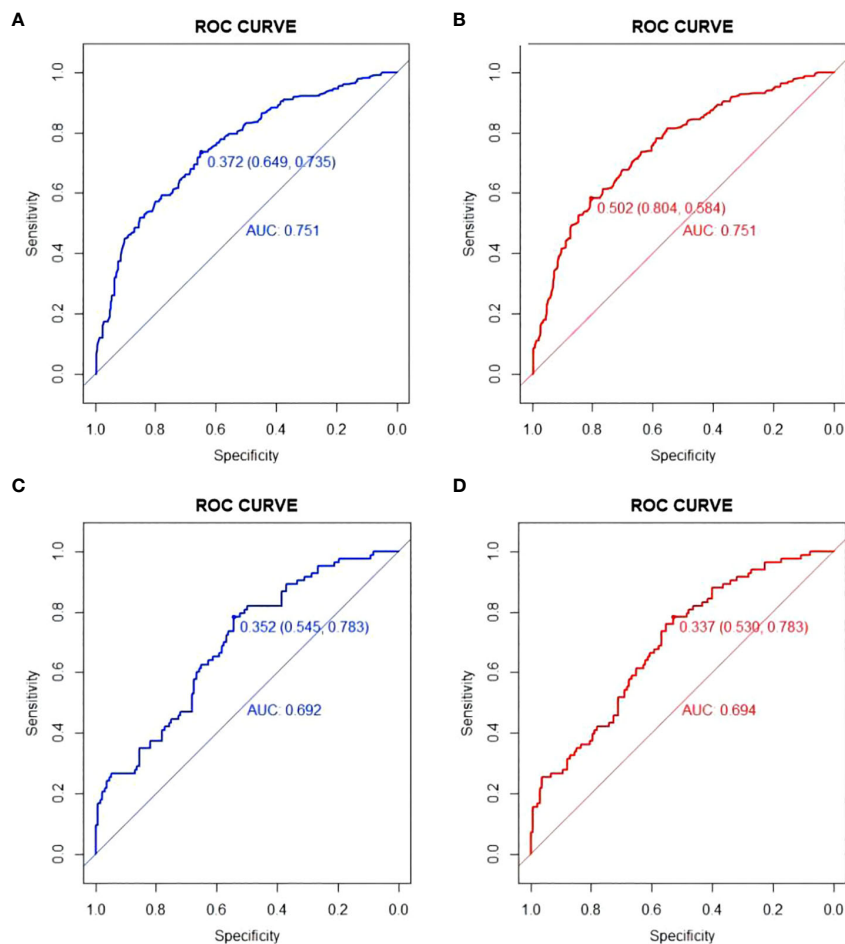 A
ROC CURVE
1.0
0.8
0.6
0.4
0.2
0.0
Sensitivity
0.372 (0.649, 0.735)
AUC: 0.751
1.0 0.8 0.6 0.4 0.2 0.0
Specificity
B
ROC CURVE
1.0
0.8
0.6
0.4
0.2
0.0
Sensitivity
0.502 (0.804, 0.584)
AUC: 0.751
1.0 0.8 0.6 0.4 0.2 0.0
Specificity
C
ROC CURVE
1.0
0.8
0.6
0.4
0.2
0.0
Sensitivity
0.352 (0.545, 0.783)
AUC: 0.692
1.0 0.8 0.6 0.4 0.2 0.0
Specificity
D
ROC CURVE
1.0
0.8
0.6
0.4
0.2
0.0
Sensitivity
0.337 (0.530, 0.783)
AUC: 0.694
1.0 0.8 0.6 0.4 0.2 0.0
Specificity